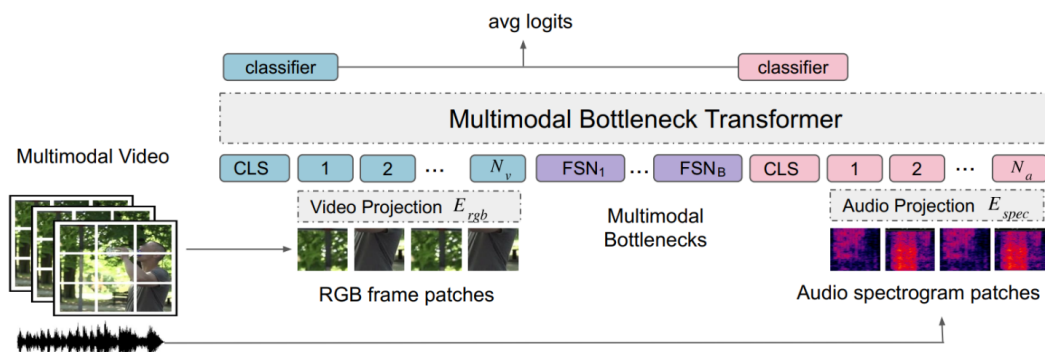 avg logits
classifier classifier
Multimodal Bottleneck Transformer
Multimodal Video
CLS 1 2 ... N_v FSN_1 ... FSN_B CLS 1 2 ... N_a
Video Projection E_rgb
Audio Projection E_spec
Multimodal
Bottlenecks
RGB frame patches
Audio spectrogram patches